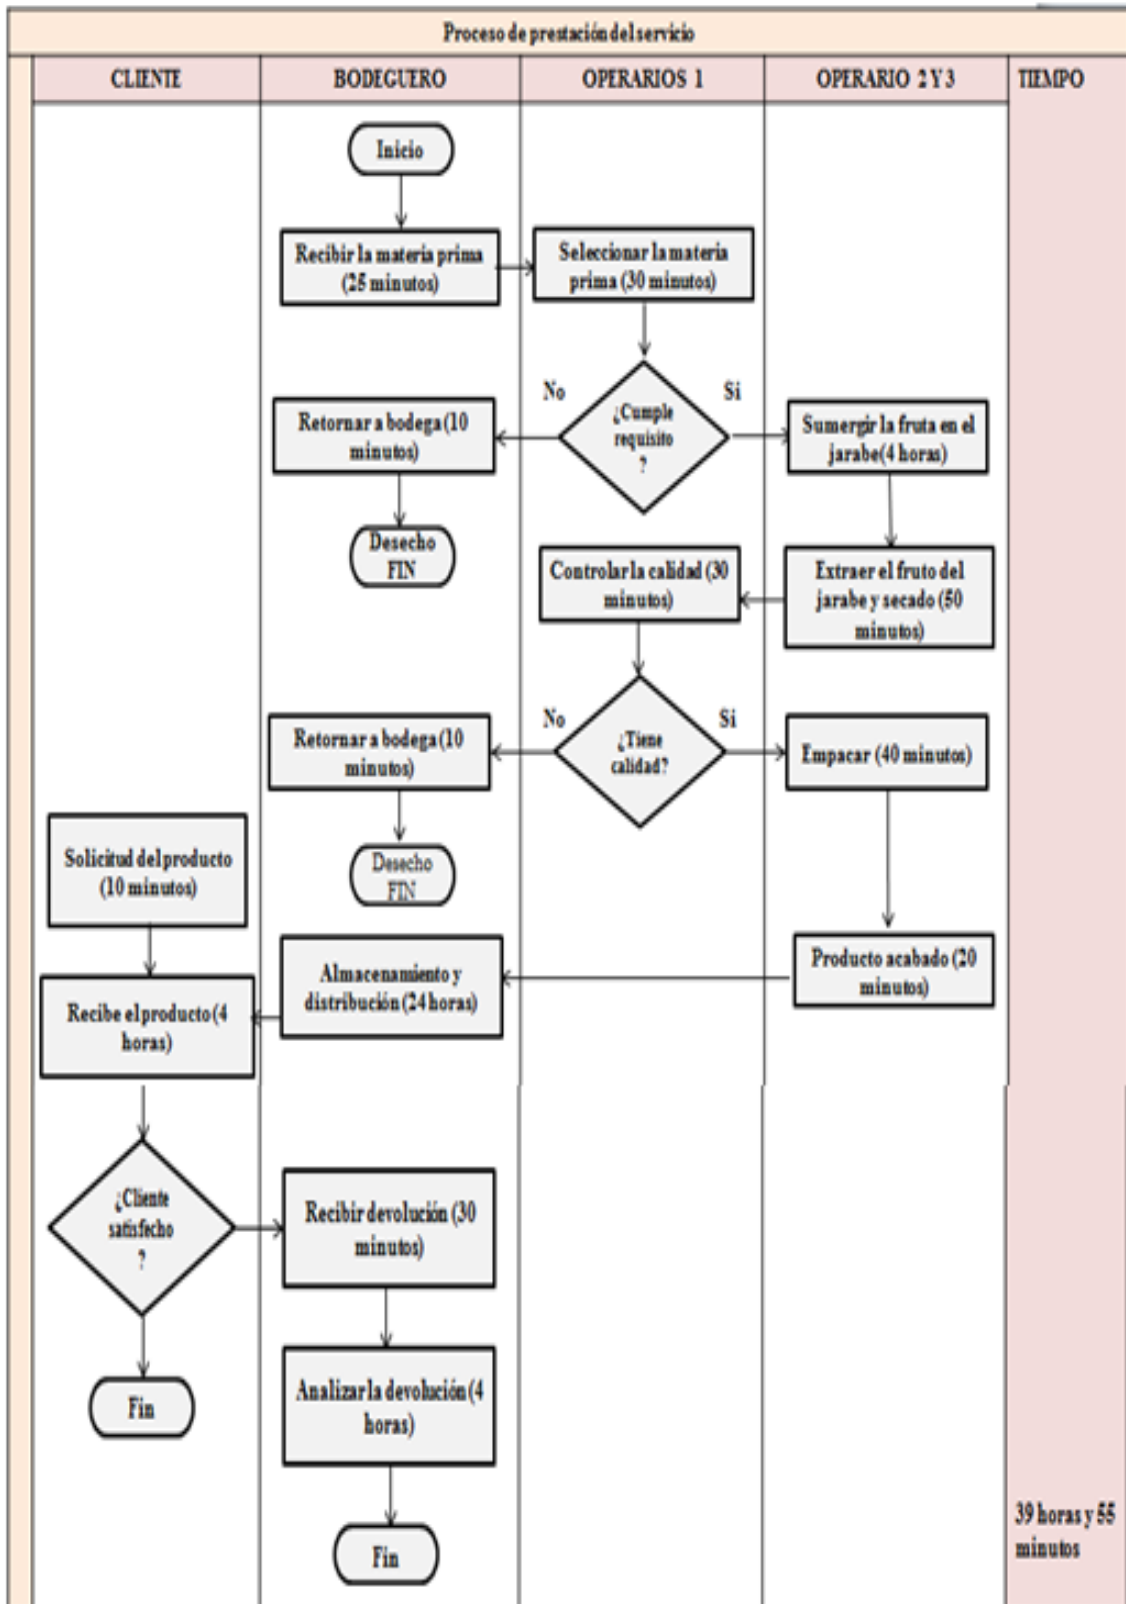 Proceso de prestación del servicio
CLIENTE
BODEGUERO
OPERARIOS 1
OPERARIO 2 Y 3
TIEMPO
Inicio
Recibir la materia prima
(25 minutos)
Seleccionar la materia
prima (30 minutos)
No
¿Cumple
requisito
?
Si
Retornar a bodega (10
minutos)
Sumergir la fruta en el
jarabe(4 horas)
Desecho
FIN
Controlar la calidad (30
minutos)
Extraer el fruto del
jarabe y secado (50
minutos)
No
¿Tiene
calidad?
Si
Retornar a bodega (10
minutos)
Empacar (40 minutos)
Solicitud del producto
(10 minutos)
Desecho
FIN
Almacenamiento y
distribución (24 horas)
Producto acabado (20
minutos)
Recibe el producto (4
horas)
¿Cliente
satisfecho
?
Recibir devolución (30
minutos)
Analizar la devolución (4
horas)
Fin
Fin
39 horas y 55
minutos